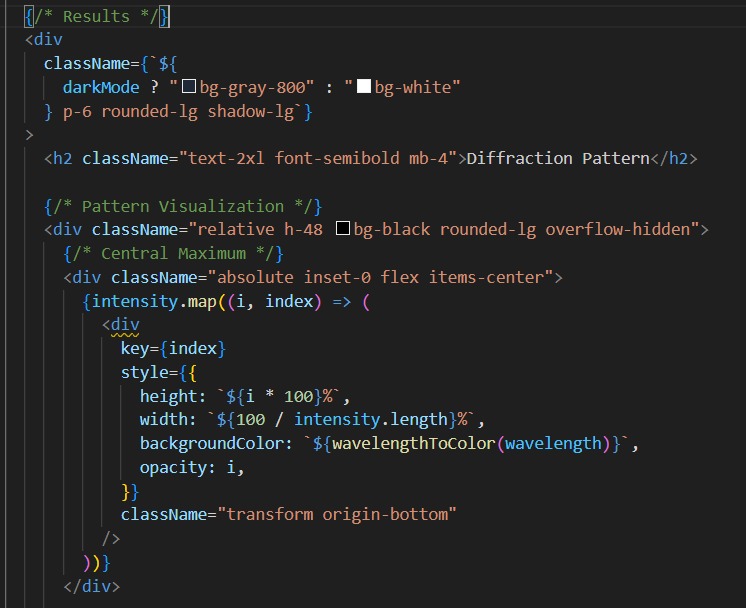 {/* Results */}
<div
className={`${
darkMode ? "bg-gray-800" : "bg-white"
} p-6 rounded-lg shadow-lg`}
>
<h2 className="text-2xl font-semibold mb-4">Diffraction Pattern</h2>
{/* Pattern Visualization */}
<div className="relative h-48 bg-black rounded-lg overflow-hidden">
{/* Central Maximum */}
<div className="absolute inset-0 flex items-center">
{intensity.map((i, index) => (
<div
key={index}
style={{
height: `${i * 100}%`,
width: `${100 / intensity.length}%`,
backgroundColor: `${wavelengthToColor(wavelength)}`,
opacity: i,
}}
className="transform origin-bottom"
/>
))}
</div>